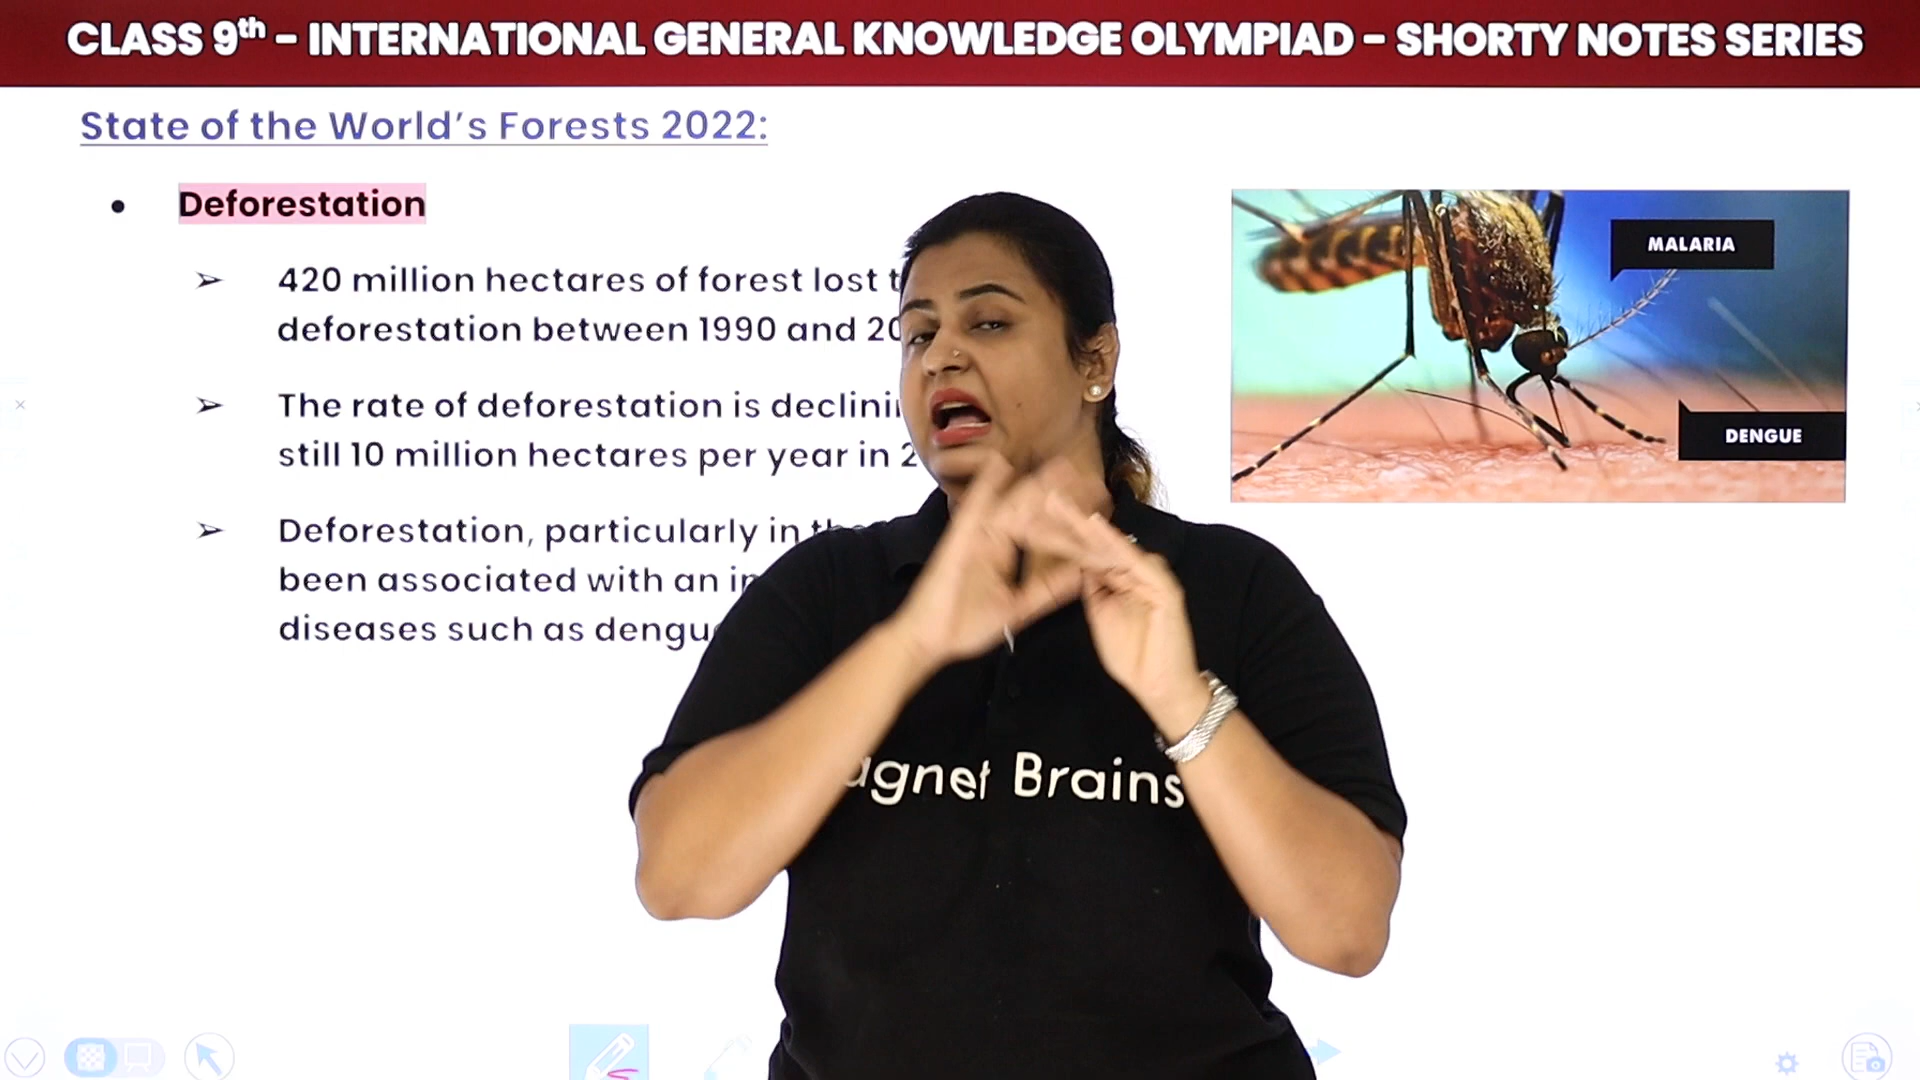 CLASS 9th - INTERNATIONAL GENERAL KNOWLEDGE OLYMPIAD - SHORTY NOTES SERIES
State of the World's Forests 2022:
• Deforestation
➢ 420 million hectares of forest lost
deforestation between 1990 and
➢ The rate of deforestation is
still 10 million hectares per year in
➢ Deforestation, particularly in
been associated with an
diseases such as
MALARIA
DENGUE
Brains